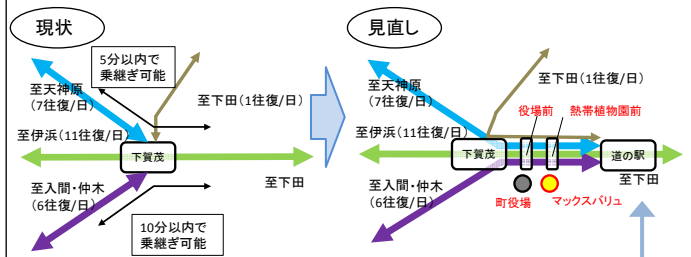 現状
5分以内で
乗継ぎ可能
至天神原
(7往復/日)
至下田(1往復/日)
至伊浜(11往復/日)
下賀茂
至下田
至入間・仲木
(6往復/日)
10分以内で
乗継ぎ可能
見直し
至天神原
(7往復/日)
至下田(1往復/日)
役場前
熱帯植物園前
至伊浜(11往復/日)
下賀茂
道の駅
至下田
至入間・仲木
(6往復/日)
町役場
マックスバリュ